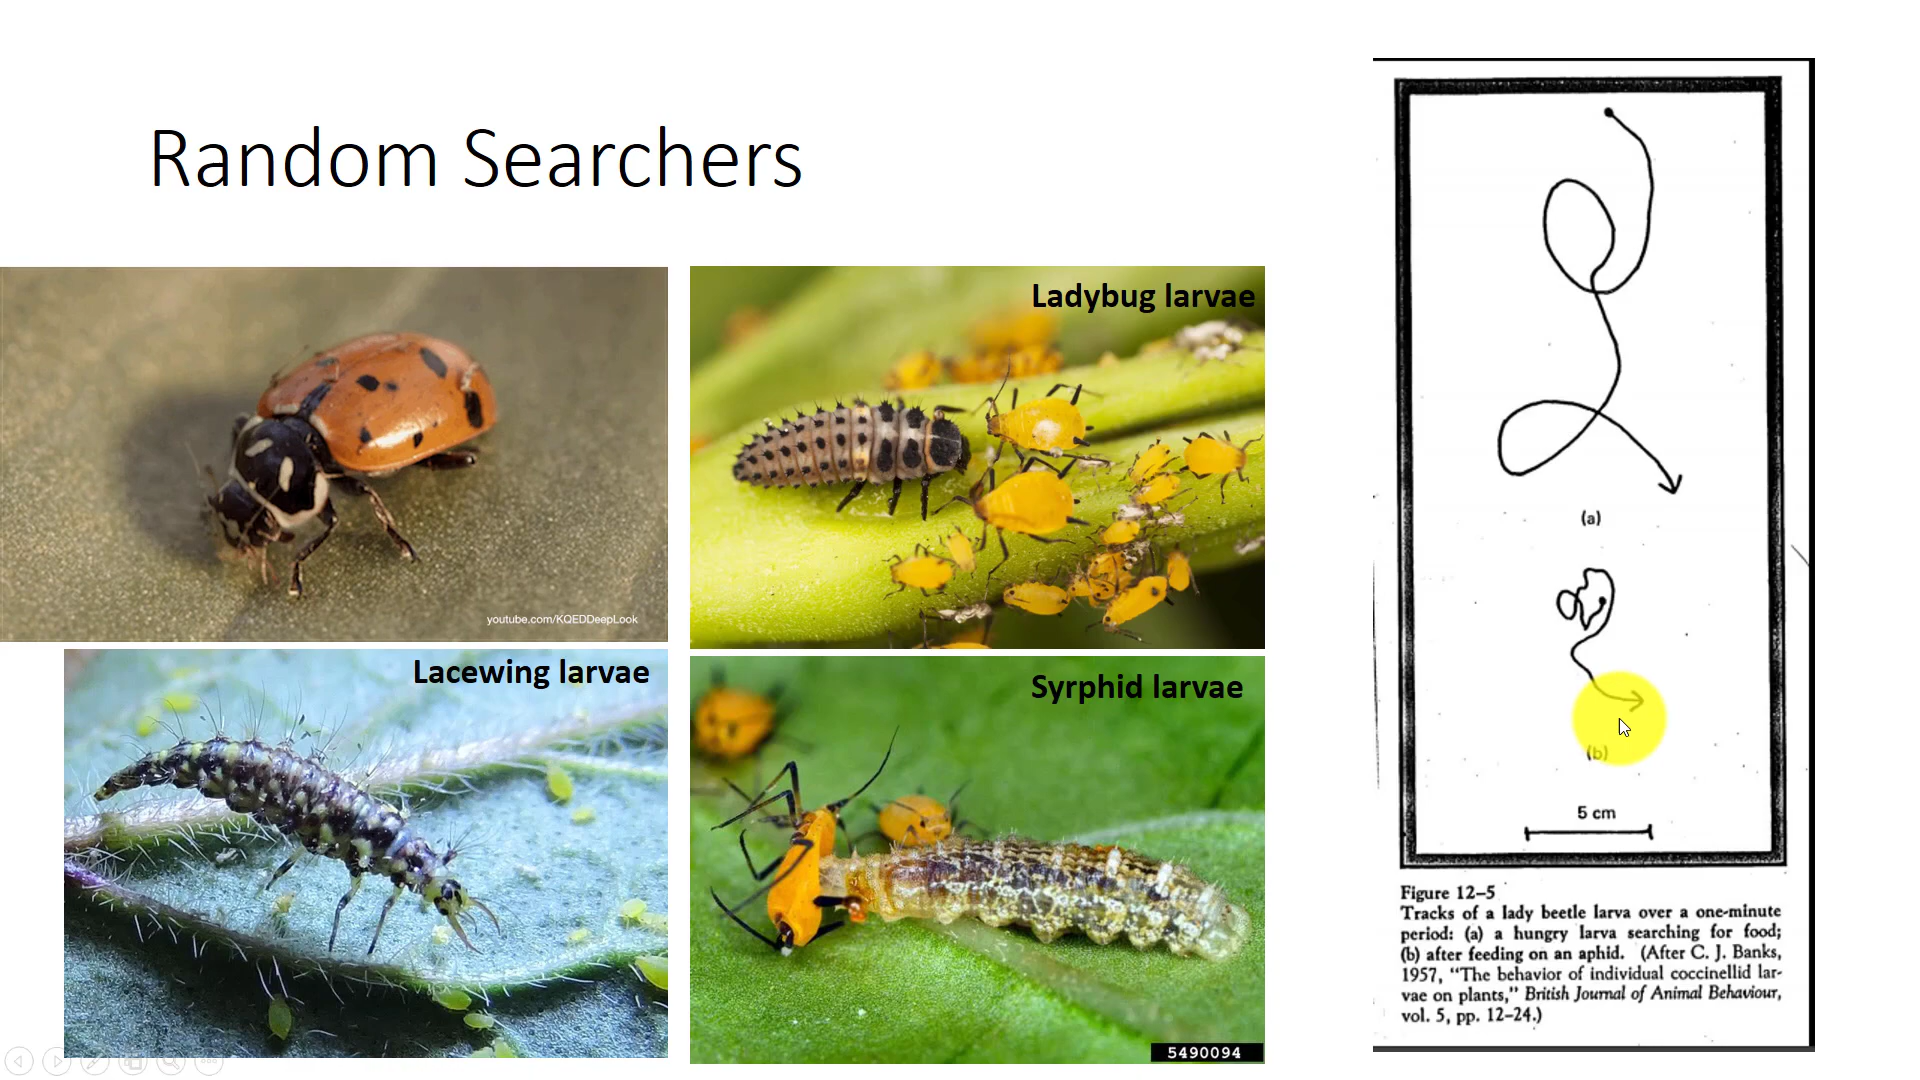 Random Searchers
youtube.com/KQEDDeepLook
Ladybug larvae
Lacewing larvae
Syrphid larvae
5490094
(a)
(b)
5 cm
Figure 12-5
Tracks of a lady beetle larva over a one-minute
period: (a) a hungry larva searching for food;
(b) after feeding on an aphid. (After C. J. Banks,
1957, "The behavior of individual coccinellid lar-
vae on plants," British Journal of Animal Behaviour,
vol. 5, pp. 12-24.)